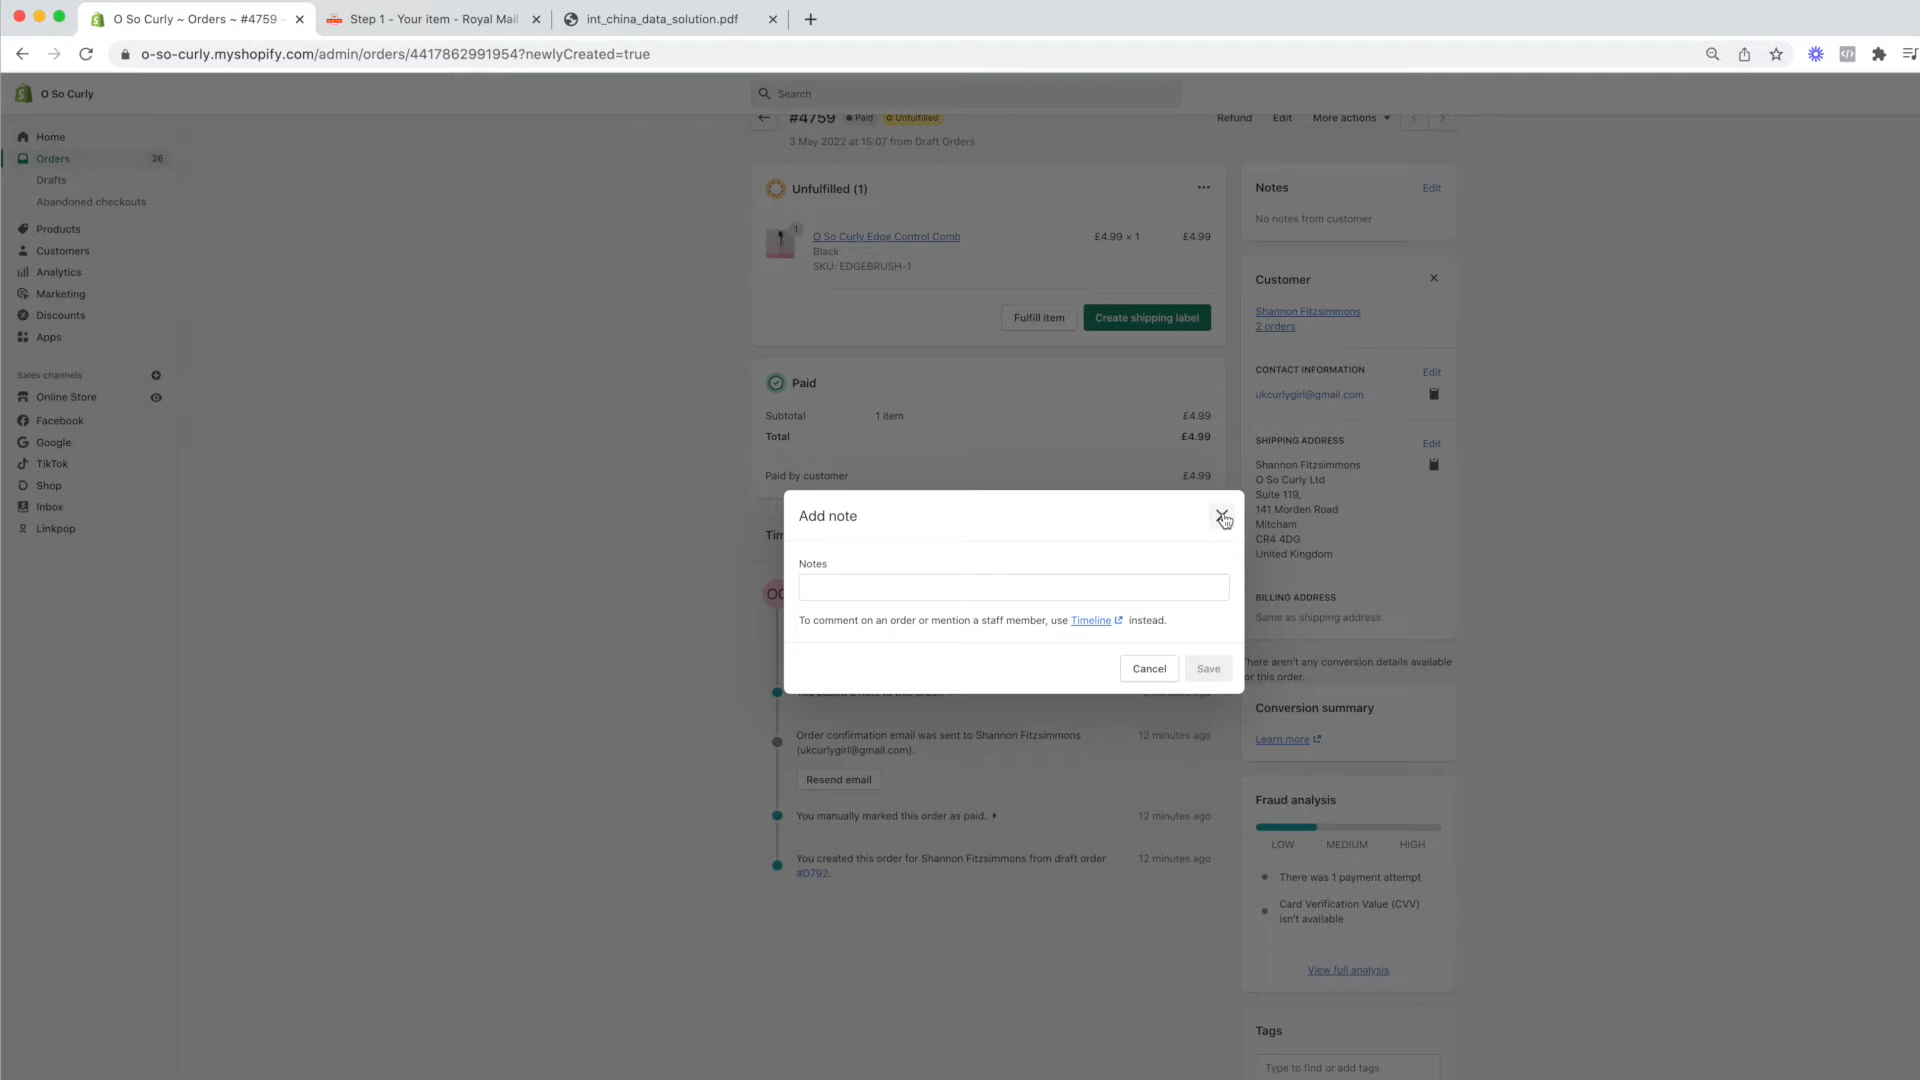 O So Curly ~ Orders ~ #4759
Step 1 - Your item - Royal Mail
int_china_data_solution.pdf
o-so-curly.myshopify.com/admin/orders/4417862991954?newlyCreated=true
O So Curly
Search
Home
Orders 26
Drafts
Abandoned checkouts
Products
Customers
Analytics
Marketing
Discounts
Apps
Sales channels
Online Store
Facebook
Google
TikTok
Shop
Inbox
Linkpop
#4759 Paid Unfulfilled
Refund Edit More actions
3 May 2022 at 15:07 from Draft Orders
Unfulfilled (1)
1
O So Curly Edge Control Comb £4.99 × 1 £4.99
Black
SKU: EDGEBRUSH-1
Fulfill item Create shipping label
Paid
Subtotal 1 item £4.99
Total £4.99
Paid by customer £4.99
Add note
Notes
To comment on an order or mention a staff member, use Timeline instead.
Cancel Save
Order confirmation email was sent to Shannon Fitzsimmons 12 minutes ago
(ukcurlygirl@gmail.com).
Resend email
You manually marked this order as paid. 12 minutes ago
You created this order for Shannon Fitzsimmons from draft order 12 minutes ago
#D792.
Notes Edit
No notes from customer
Customer
Shannon Fitzsimmons
2 orders
CONTACT INFORMATION Edit
ukcurlygirl@gmail.com
SHIPPING ADDRESS Edit
Shannon Fitzsimmons
O So Curly Ltd
Suite 119,
141 Morden Road
Mitcham
CR4 4DG
United Kingdom
BILLING ADDRESS
Same as shipping address
There aren't any conversion details available
for this order.
Conversion summary
Learn more
Fraud analysis
LOW MEDIUM HIGH
There was 1 payment attempt
Card Verification Value (CVV)
isn't available
View full analysis
Tags
Type to find or add tags